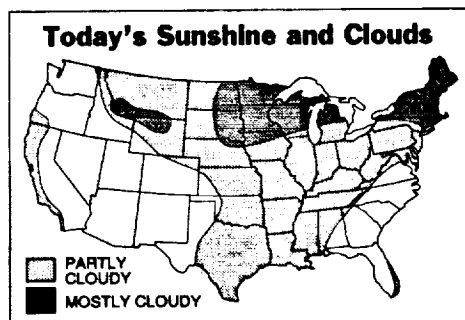 Today's Sunshine and Clouds
PARTLY
CLOUDY
MOSTLY CLOUDY